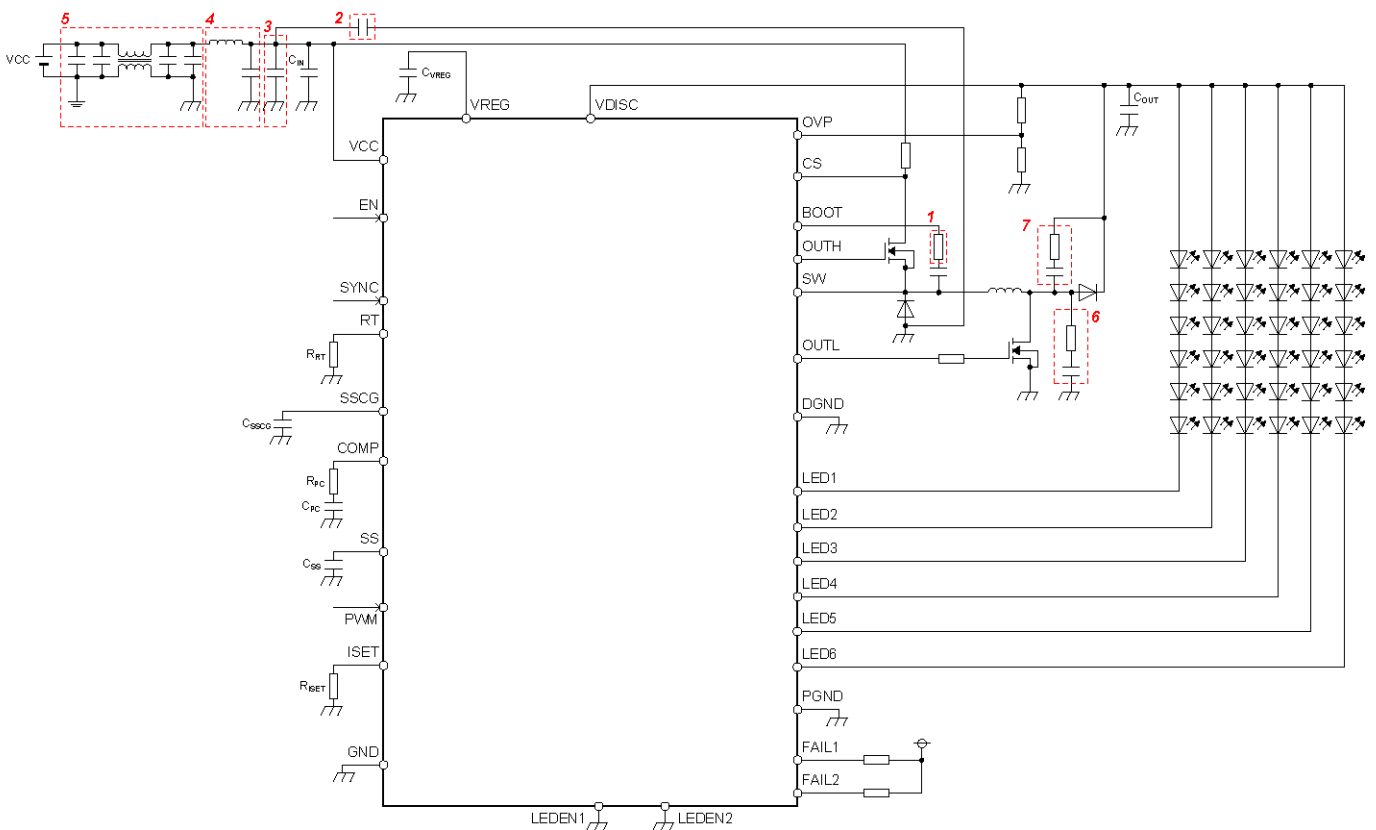 5
4
3
2
VCC
CIN
CVREG
VREG
VDISC
COUT
VCC
OVP
CS
EN
BOOT
1
7
OUTH
SYNC
SW
RT
6
RRT
OUTL
SSCG
CSSCG
DGND
COMP
RPC
CPC
LED1
LED2
SS
CSS
LED3
LED4
PWM
LED5
ISET
RISET
LED6
PGND
GND
FAIL1
FAIL2
LEDEN1
LEDEN2